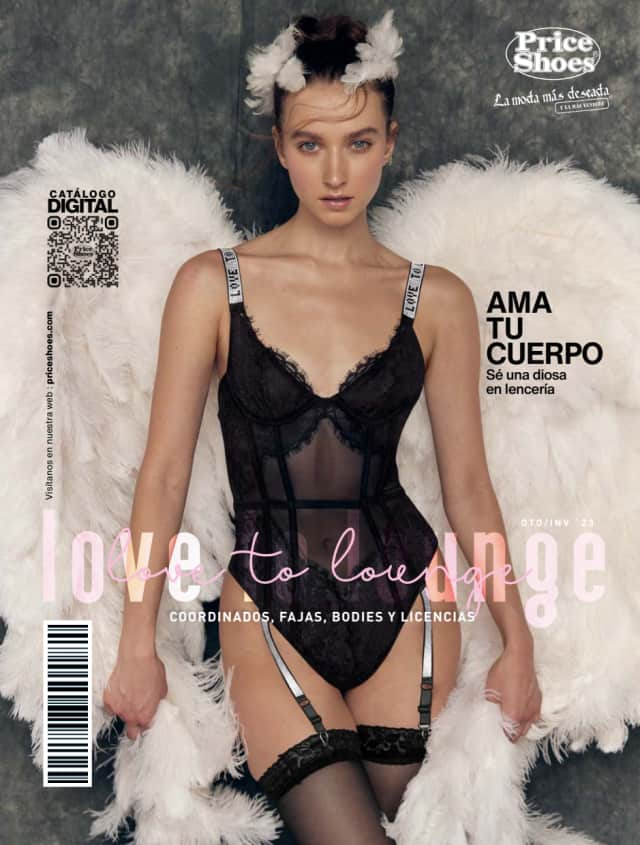 Price
Shoes
La moda más deseada
CATÁLOGO
DIGITAL
Price
Shoes
Visítanos en nuestra web : priceshoes.com
LOVE TO L
LOVE TO L
AMA
TU
CUERPO
Sé una diosa
en lencería
OTO/INV '23
love to lounge
love to lounge
COORDINADOS, FAJAS, BODIES Y LICENCIAS